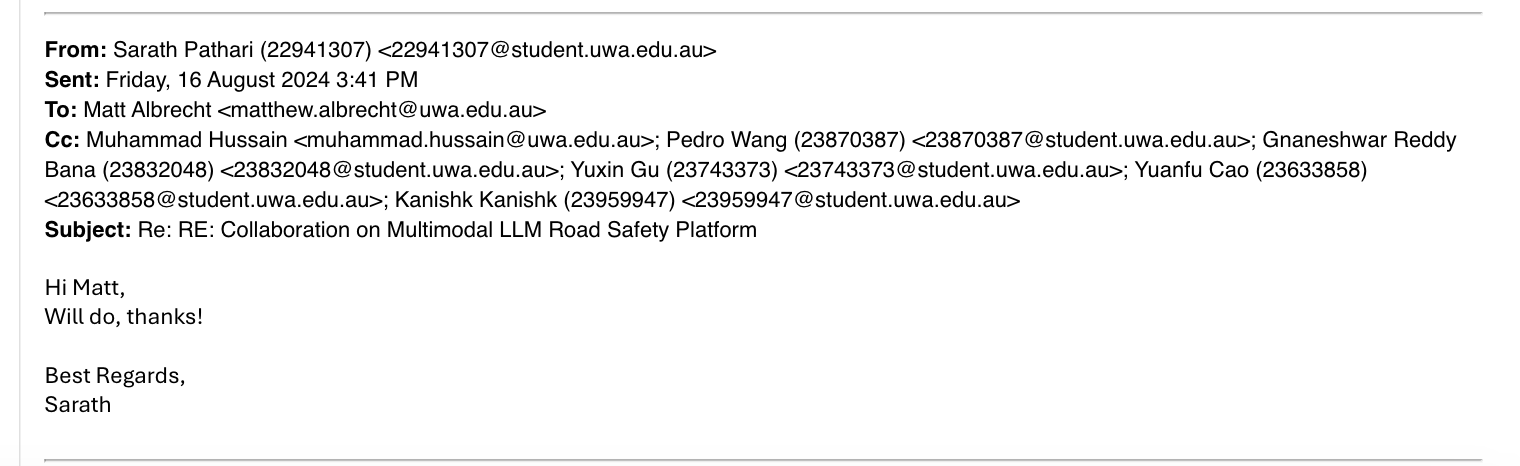 From: Sarath Pathari (22941307) <22941307@student.uwa.edu.au>
Sent: Friday, 16 August 2024 3:41 PM
To: Matt Albrecht <matthew.albrecht@uwa.edu.au>
Cc: Muhammad Hussain <muhammad.hussain@uwa.edu.au>; Pedro Wang (23870387) <23870387@student.uwa.edu.au>; Gnaneshwar Reddy
Bana (23832048) <23832048@student.uwa.edu.au>; Yuxin Gu (23743373) <23743373@student.uwa.edu.au>; Yuanfu Cao (23633858)
<23633858@student.uwa.edu.au>; Kanishk Kanishk (23959947) <23959947@student.uwa.edu.au>
Subject: Re: RE: Collaboration on Multimodal LLM Road Safety Platform
Hi Matt,
Will do, thanks!
Best Regards,
Sarath